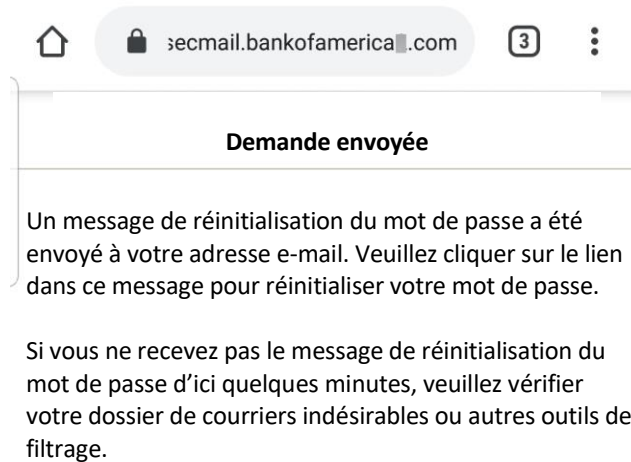 secmail.bankofamerica .com 3
Demande envoyée
Un message de réinitialisation du mot de passe a été
envoyé à votre adresse e-mail. Veuillez cliquer sur le lien
dans ce message pour réinitialiser votre mot de passe.
Si vous ne recevez pas le message de réinitialisation du
mot de passe d’ici quelques minutes, veuillez vérifier
votre dossier de courriers indésirables ou autres outils de
filtrage.